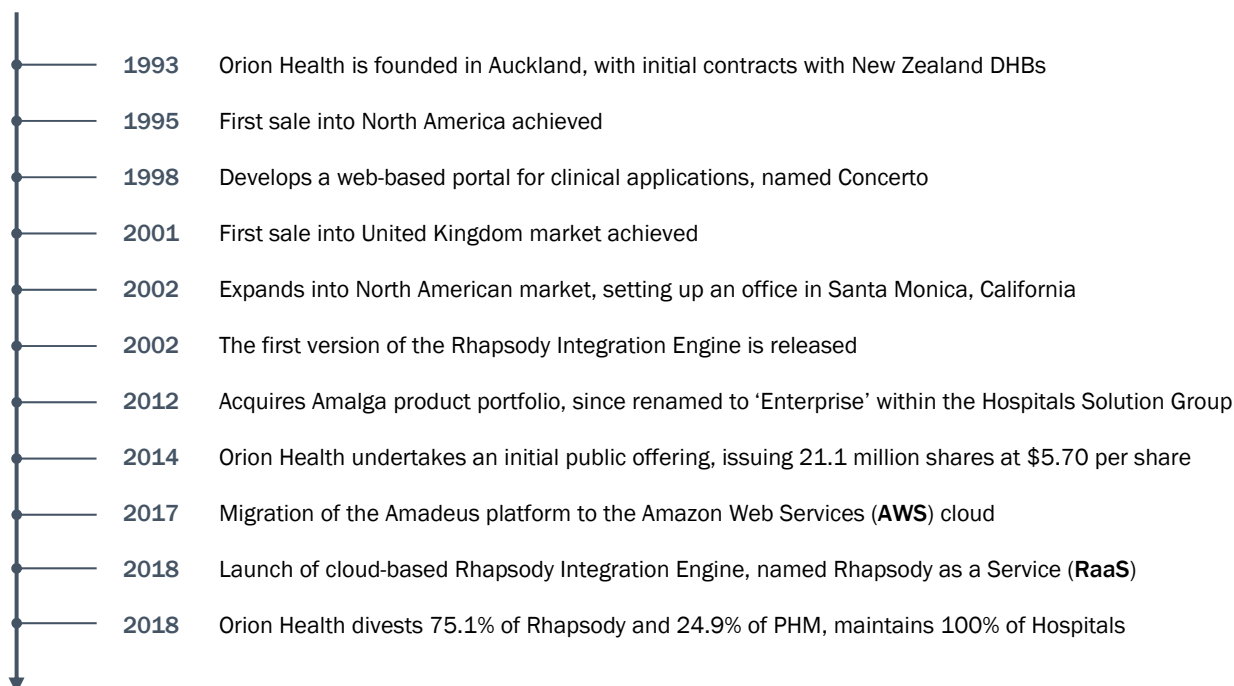 1993 Orion Health is founded in Auckland, with initial contracts with New Zealand DHBs
1995 First sale into North America achieved
1998 Develops a web-based portal for clinical applications, named Concerto
2001 First sale into United Kingdom market achieved
2002 Expands into North American market, setting up an office in Santa Monica, California
2002 The first version of the Rhapsody Integration Engine is released
2012 Acquires Amalga product portfolio, since renamed to ‘Enterprise’ within the Hospitals Solution Group
2014 Orion Health undertakes an initial public offering, issuing 21.1 million shares at $5.70 per share
2017 Migration of the Amadeus platform to the Amazon Web Services (AWS) cloud
2018 Launch of cloud-based Rhapsody Integration Engine, named Rhapsody as a Service (RaaS)
2018 Orion Health divests 75.1% of Rhapsody and 24.9% of PHM, maintains 100% of Hospitals